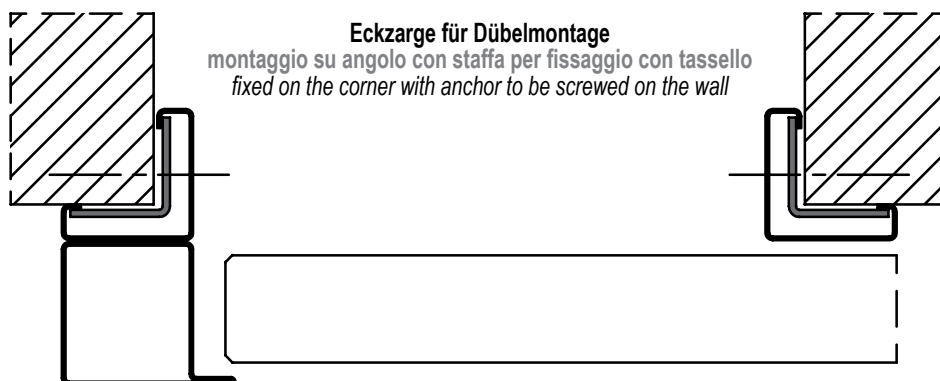 Eckzarge für Dübelmontage
montaggio su angolo con staffa per fissaggio con tassello
fixed on the corner with anchor to be screwed on the wall